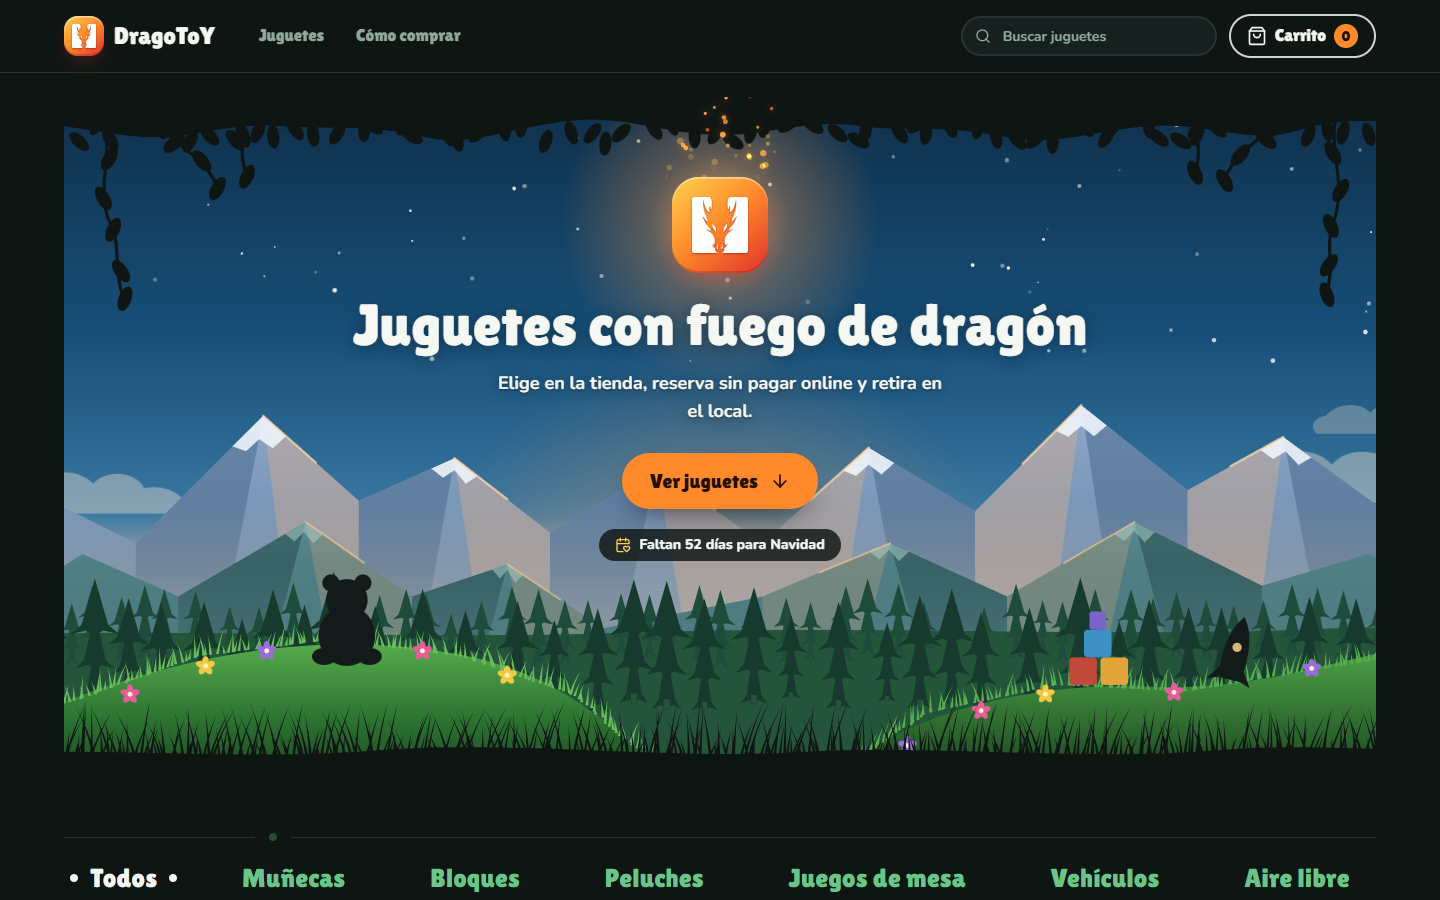 DragoToY
Juguetes
Cómo comprar
Buscar juguetes
Carrito 0
Juguetes con fuego de dragón
Elige en la tienda, reserva sin pagar online y retira en
el local.
Ver juguetes
Faltan 52 días para Navidad
Todos
Muñecas
Bloques
Peluches
Juegos de mesa
Vehículos
Aire libre